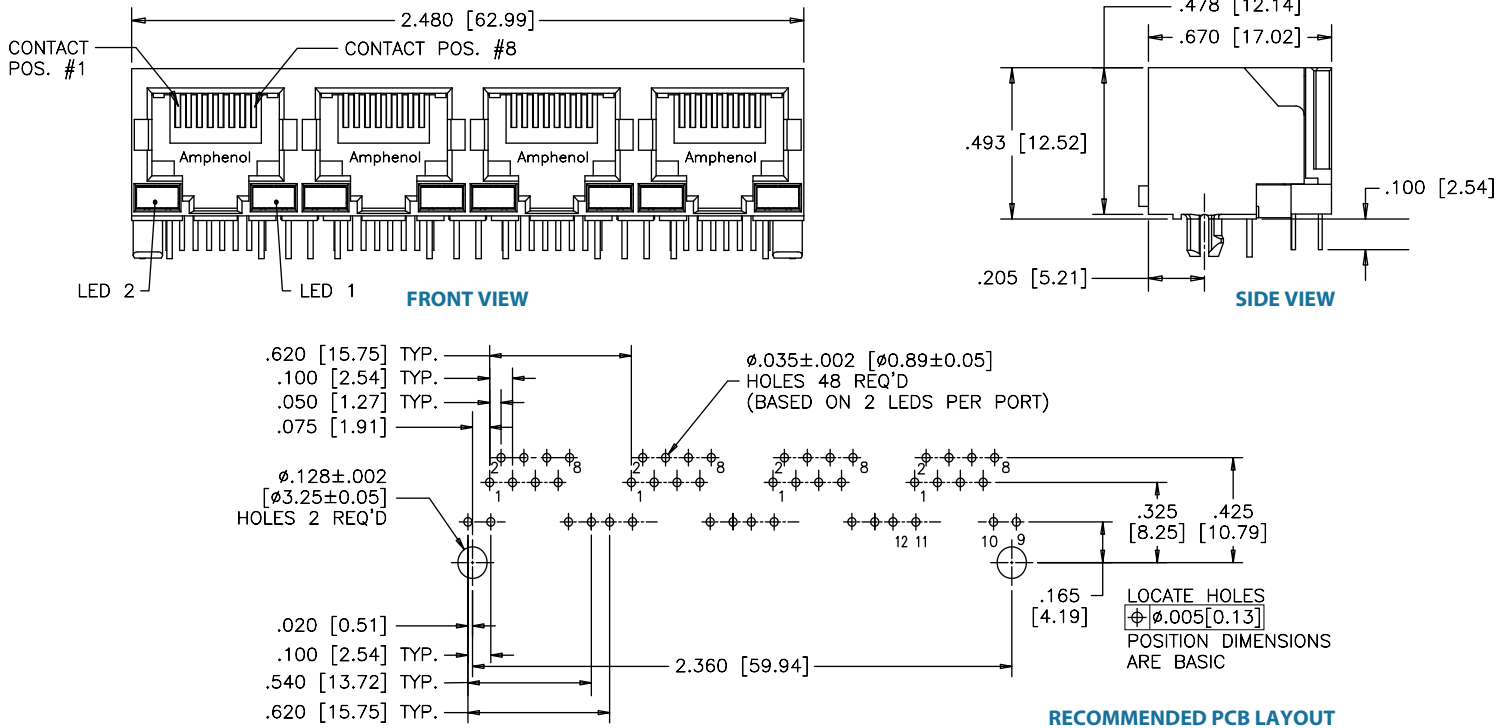 2.480 [62.99]
CONTACT
POS. #1
CONTACT POS. #8
Amphenol
Amphenol
Amphenol
Amphenol
LED 2
LED 1
FRONT VIEW
.478 [12.14]
.670 [17.02]
.493 [12.52]
.100 [2.54]
.205 [5.21]
SIDE VIEW
.620 [15.75] TYP.
.100 [2.54] TYP.
.050 [1.27] TYP.
.075 [1.91]
ø.128±.002
[ø3.25±0.05]
HOLES 2 REQ'D
ø.035±.002 [ø0.89±0.05]
HOLES 48 REQ'D
(BASED ON 2 LEDS PER PORT)
2 8 2 8 2 8 2 8
1 1 1 1
12 11 10 9
.325
[8.25]
.425
[10.79]
.165
[4.19]
LOCATE HOLES
⌖ ø.005[0.13]
POSITION DIMENSIONS
ARE BASIC
.020 [0.51]
.100 [2.54] TYP.
.540 [13.72] TYP.
.620 [15.75] TYP.
2.360 [59.94]
RECOMMENDED PCB LAYOUT